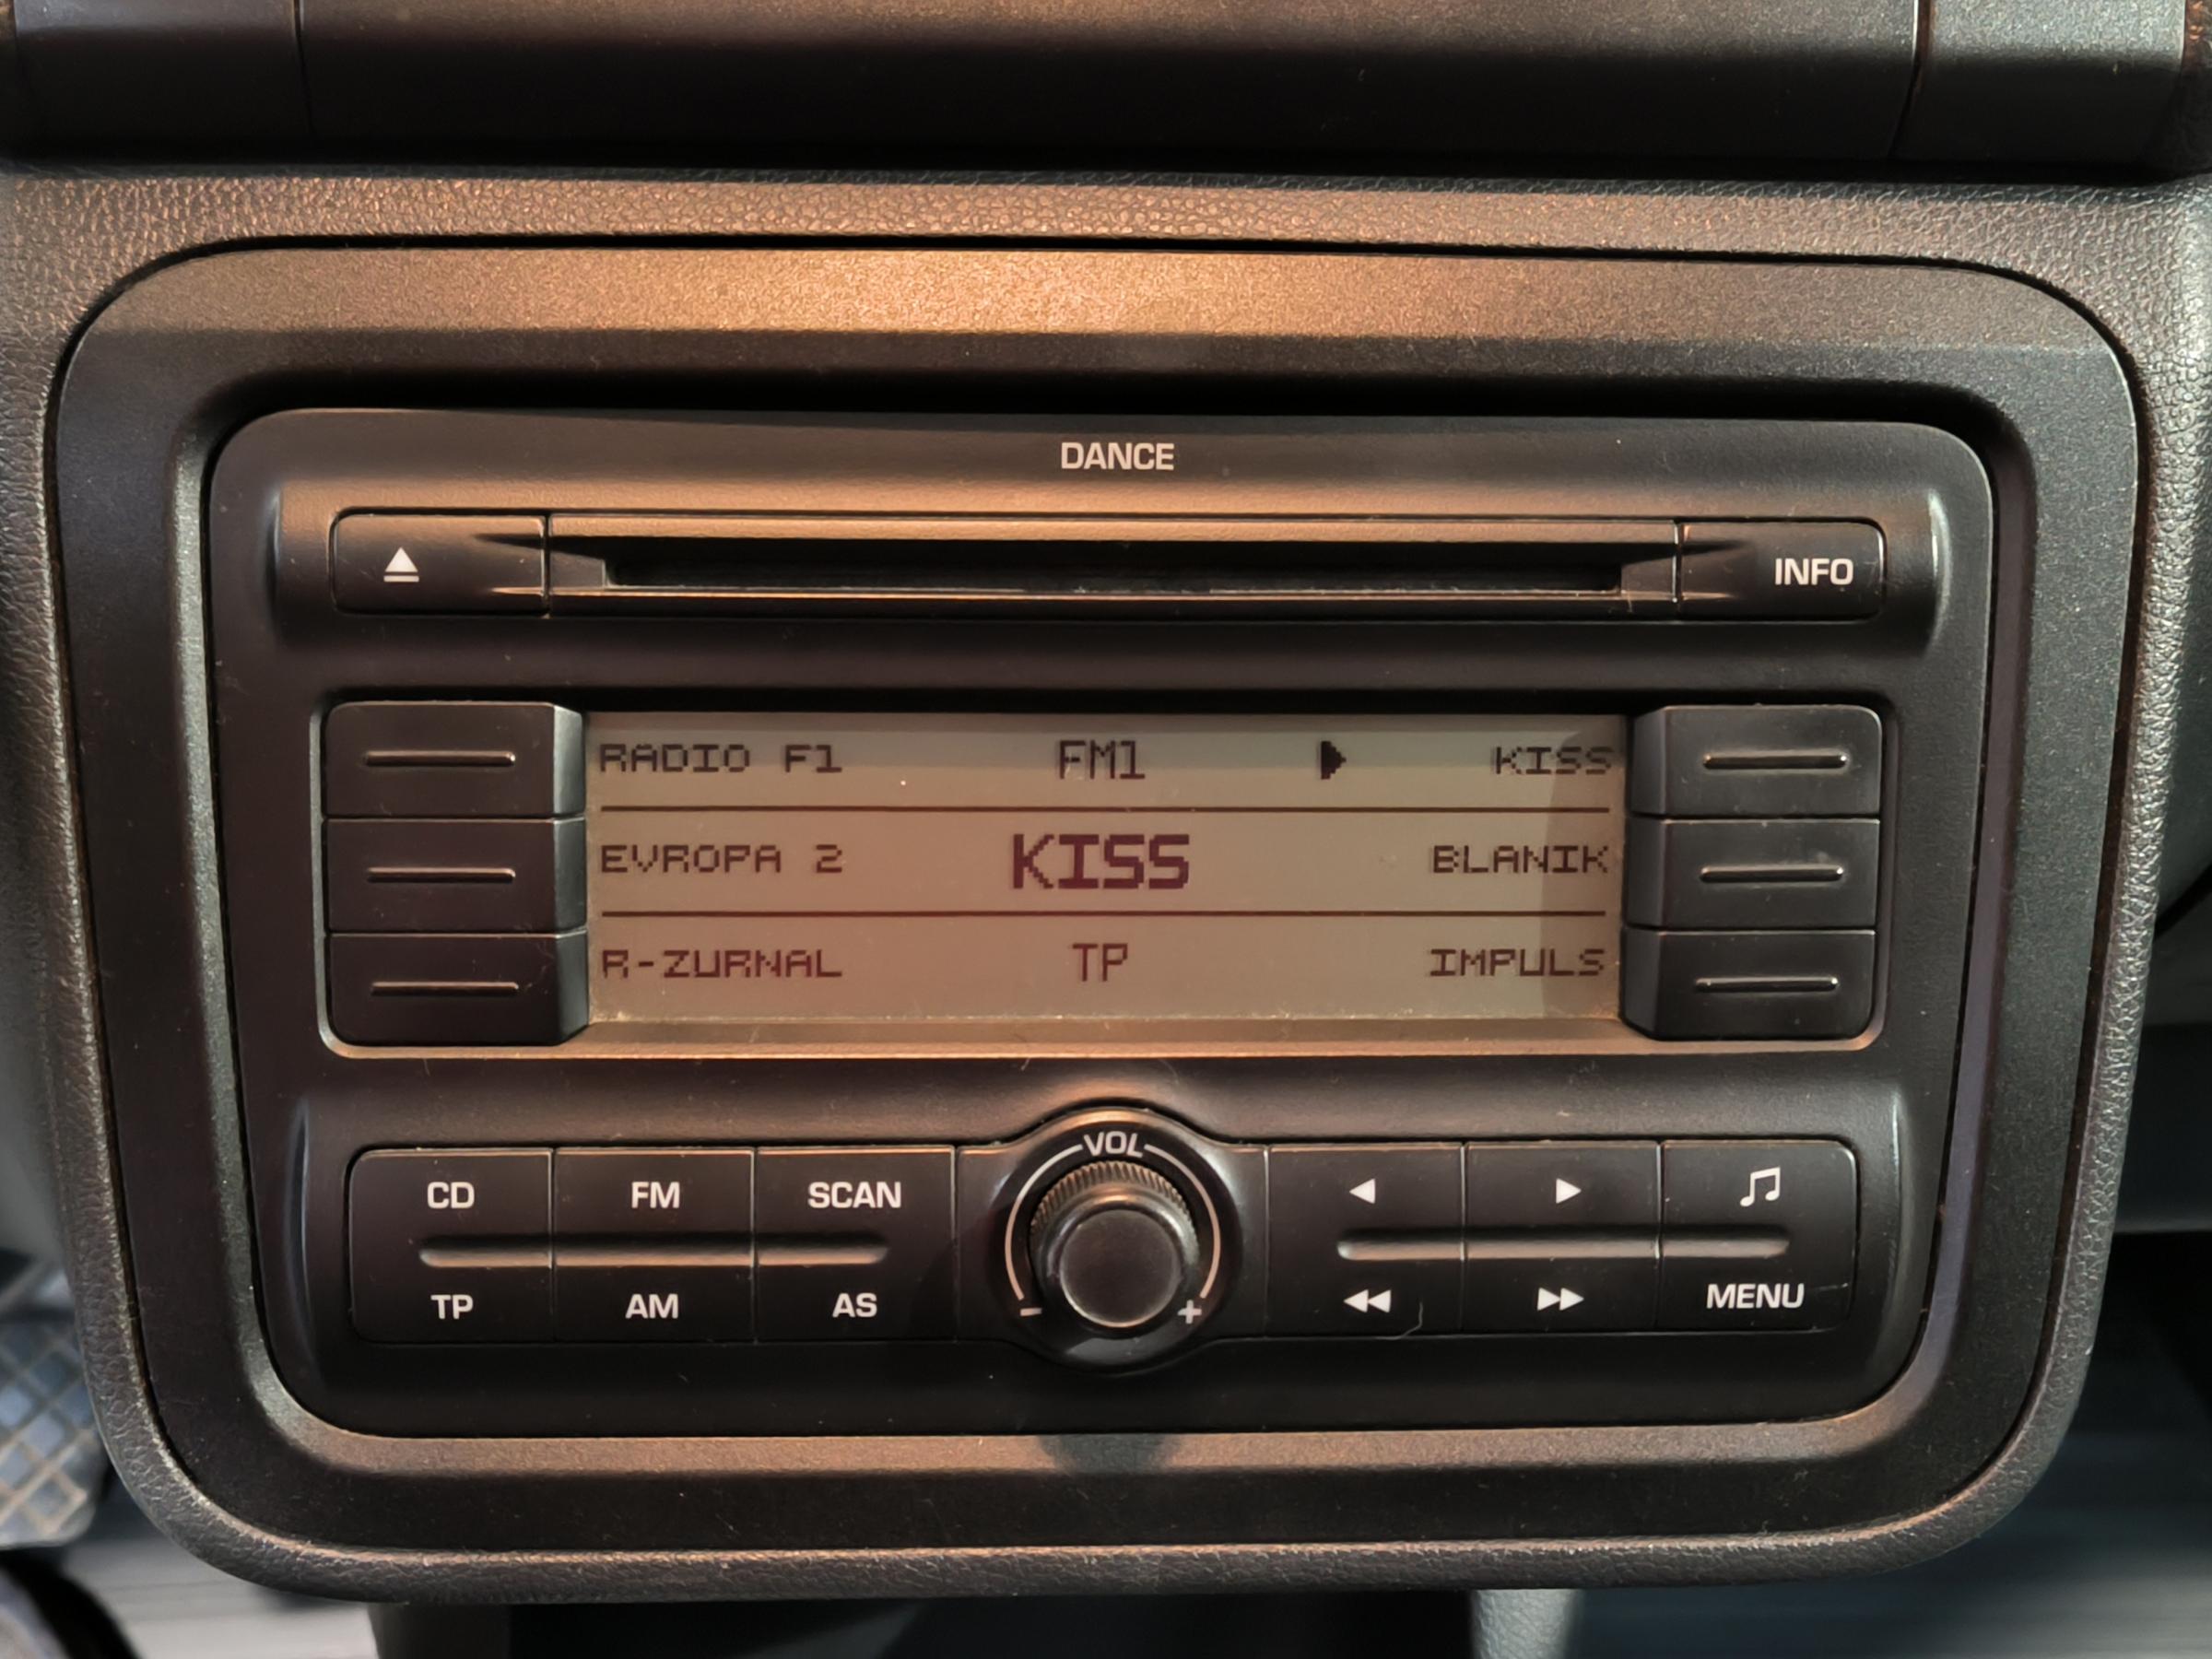 DANCE
INFO
RADIO F1 FM1 KISS
EVROPA 2 KISS BLANIK
R-ZURNAL TP IMPULS
VOL
CD FM SCAN
TP AM AS
- +
MENU